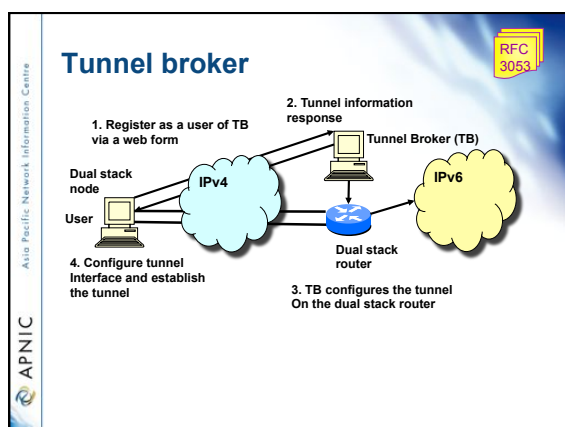 Tunnel broker
RFC
3053
1. Register as a user of TB
via a web form
2. Tunnel information
response
Tunnel Broker (TB)
Dual stack
node
IPv4
IPv6
User
Dual stack
router
4. Configure tunnel
Interface and establish
the tunnel
3. TB configures the tunnel
On the dual stack router
Asia Pacific Network Information Centre
APNIC